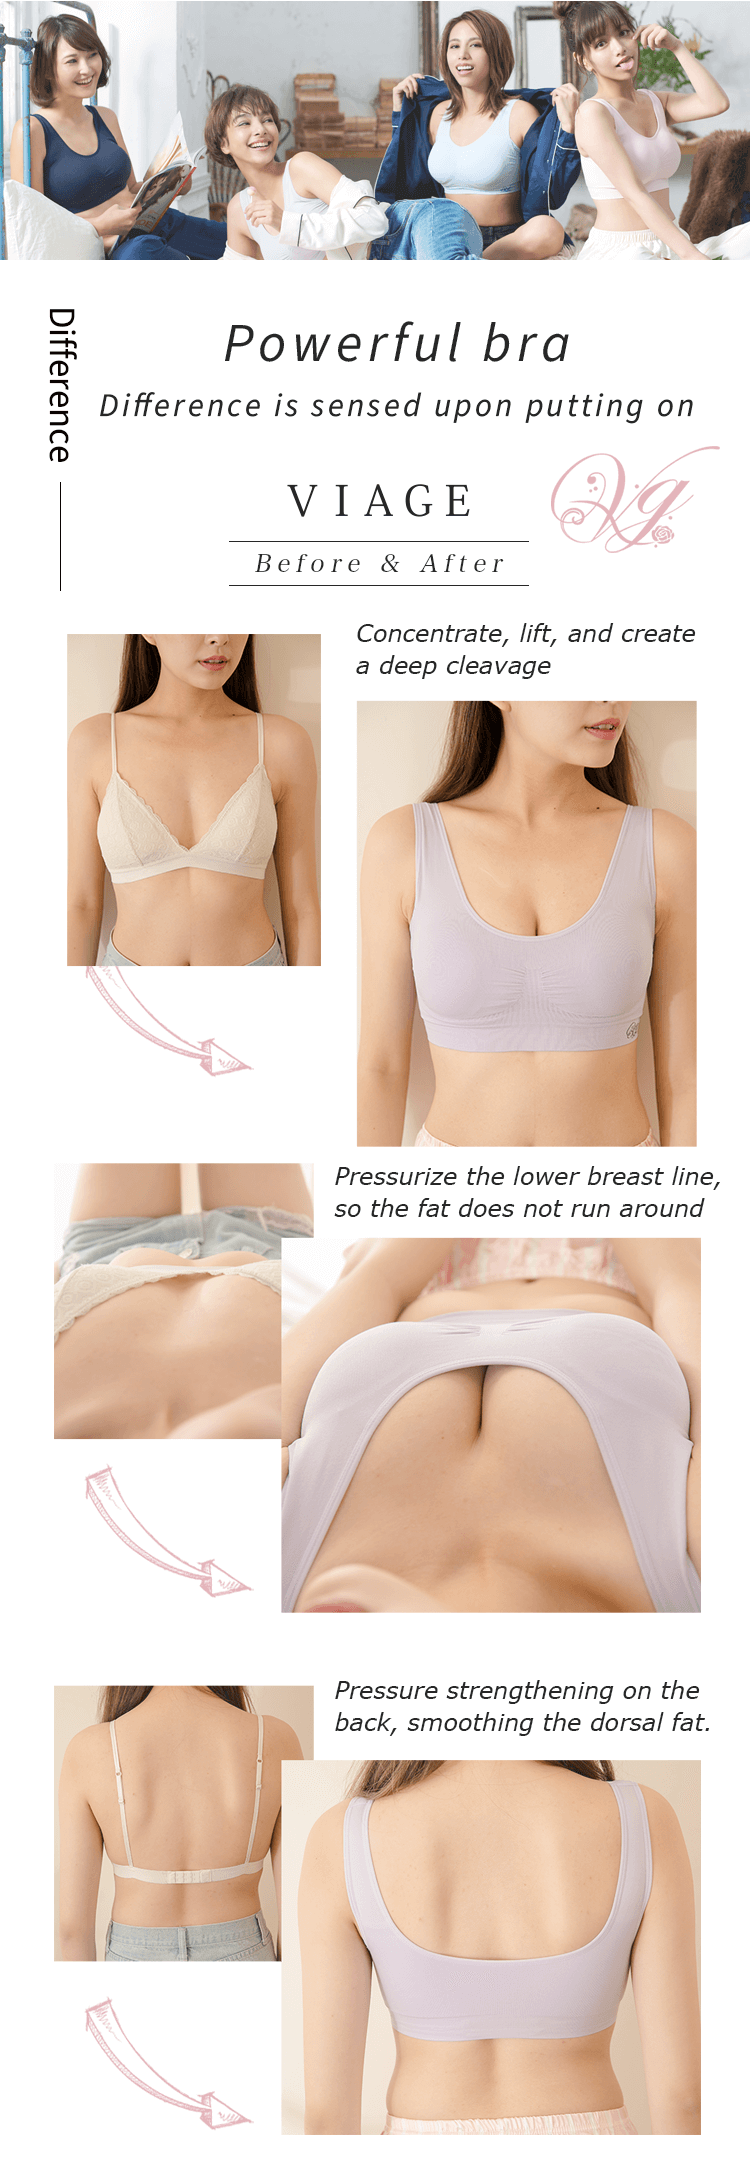 Difference
Powerful bra
Difference is sensed upon putting on
VIAGE
Vg
Before & After
Concentrate, lift, and create
a deep cleavage
Pressurize the lower breast line,
so the fat does not run around
Pressure strengthening on the
back, smoothing the dorsal fat.